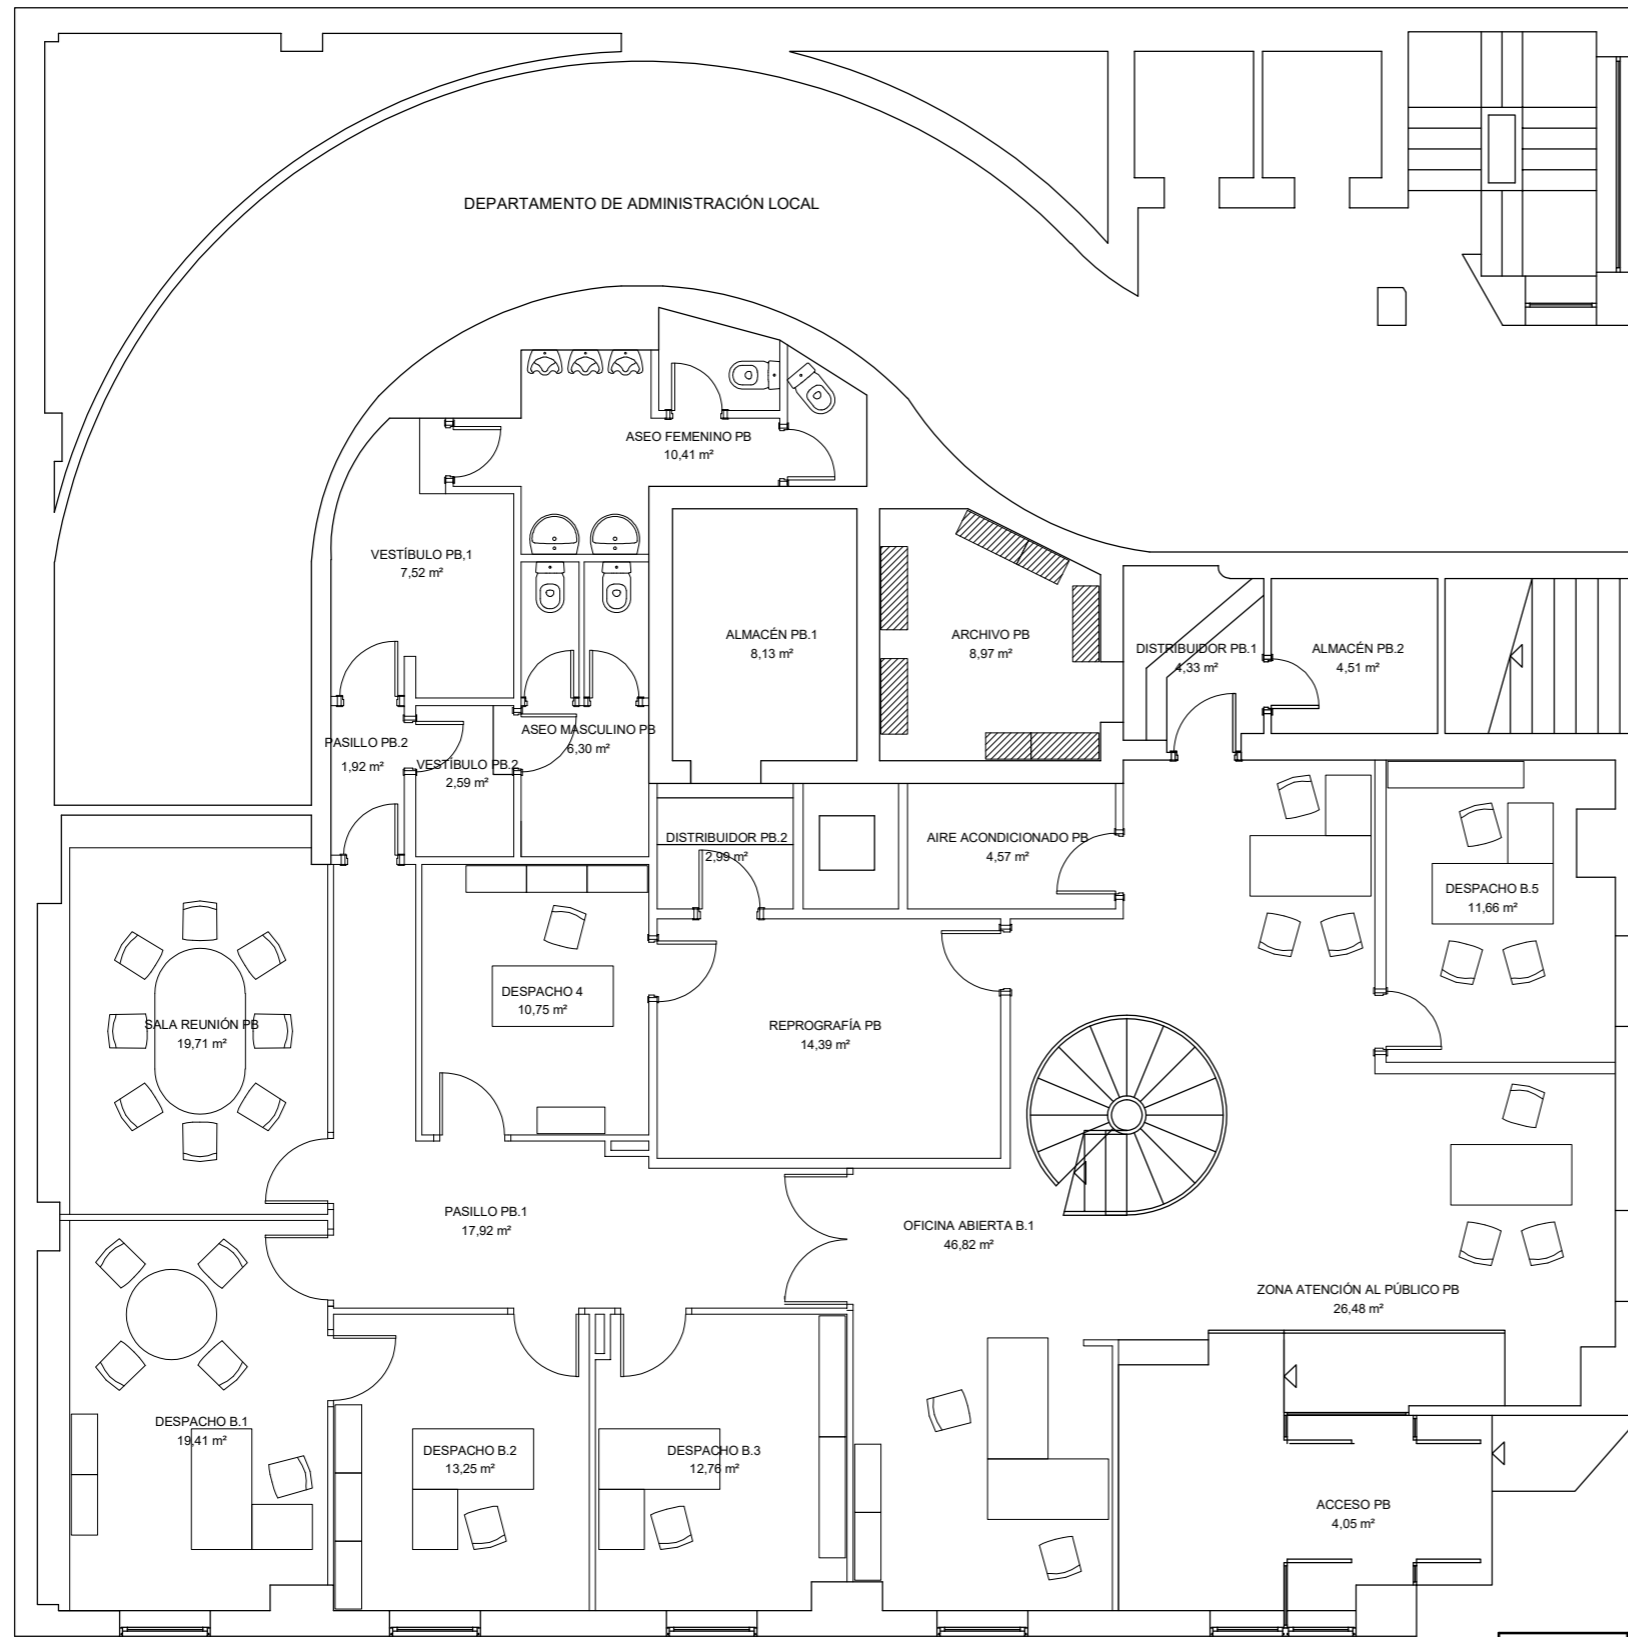 DEPARTAMENTO DE ADMINISTRACIÓN LOCAL
ASEO FEMENINO PB
10,41 m²
VESTÍBULO PB,1
7,52 m²
ALMACÉN PB.1
8,13 m²
ARCHIVO PB
8,97 m²
DISTRIBUIDOR PB.1
4,33 m²
ALMACÉN PB.2
4,51 m²
PASILLO PB.2
1,92 m²
VESTÍBULO PB.2
2,59 m²
ASEO MASCULINO PB
6,30 m²
DISTRIBUIDOR PB.2
2,99 m²
AIRE ACONDICIONADO PB
4,57 m²
DESPACHO B.5
11,66 m²
DESPACHO 4
10,75 m²
SALA REUNIÓN PB
19,71 m²
REPROGRAFÍA PB
14,39 m²
PASILLO PB.1
17,92 m²
OFICINA ABIERTA B.1
46,82 m²
ZONA ATENCIÓN AL PÚBLICO PB
26,48 m²
DESPACHO B.1
19,41 m²
DESPACHO B.2
13,25 m²
DESPACHO B.3
12,76 m²
ACCESO PB
4,05 m²